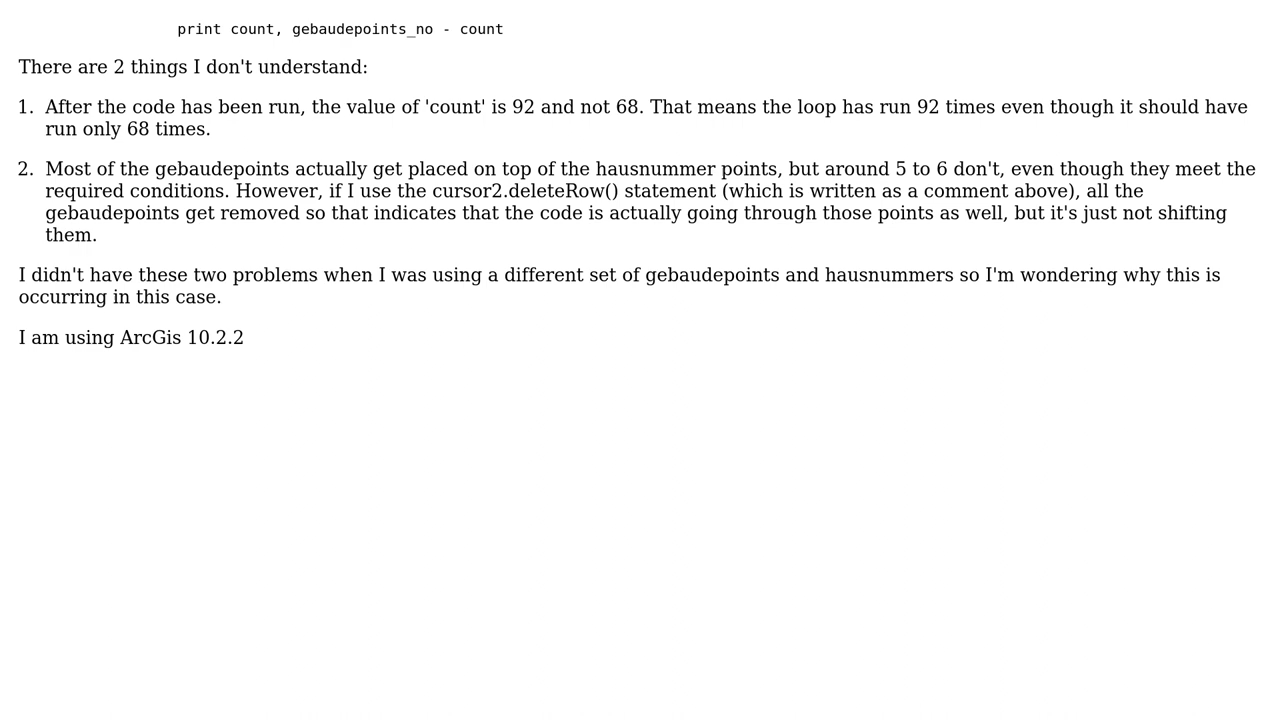 print count, gebaudepoints_no - count
There are 2 things I don't understand:
1. After the code has been run, the value of 'count' is 92 and not 68. That means the loop has run 92 times even though it should have
run only 68 times.
2. Most of the gebaudepoints actually get placed on top of the hausnummer points, but around 5 to 6 don't, even though they meet the
required conditions. However, if I use the cursor2.deleteRow() statement (which is written as a comment above), all the
gebaudepoints get removed so that indicates that the code is actually going through those points as well, but it's just not shifting
them.
I didn't have these two problems when I was using a different set of gebaudepoints and hausnummers so I'm wondering why this is
occurring in this case.
I am using ArcGis 10.2.2